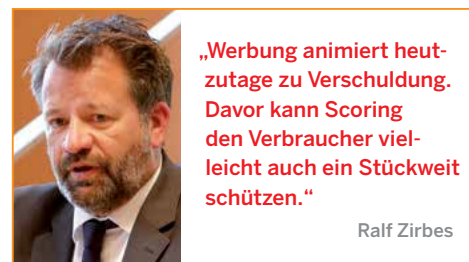 „Werbung animiert heut-
zutage zu Verschuldung.
Davor kann Scoring
den Verbraucher viel-
leicht auch ein Stückweit
schützen.“
Ralf Zirbes